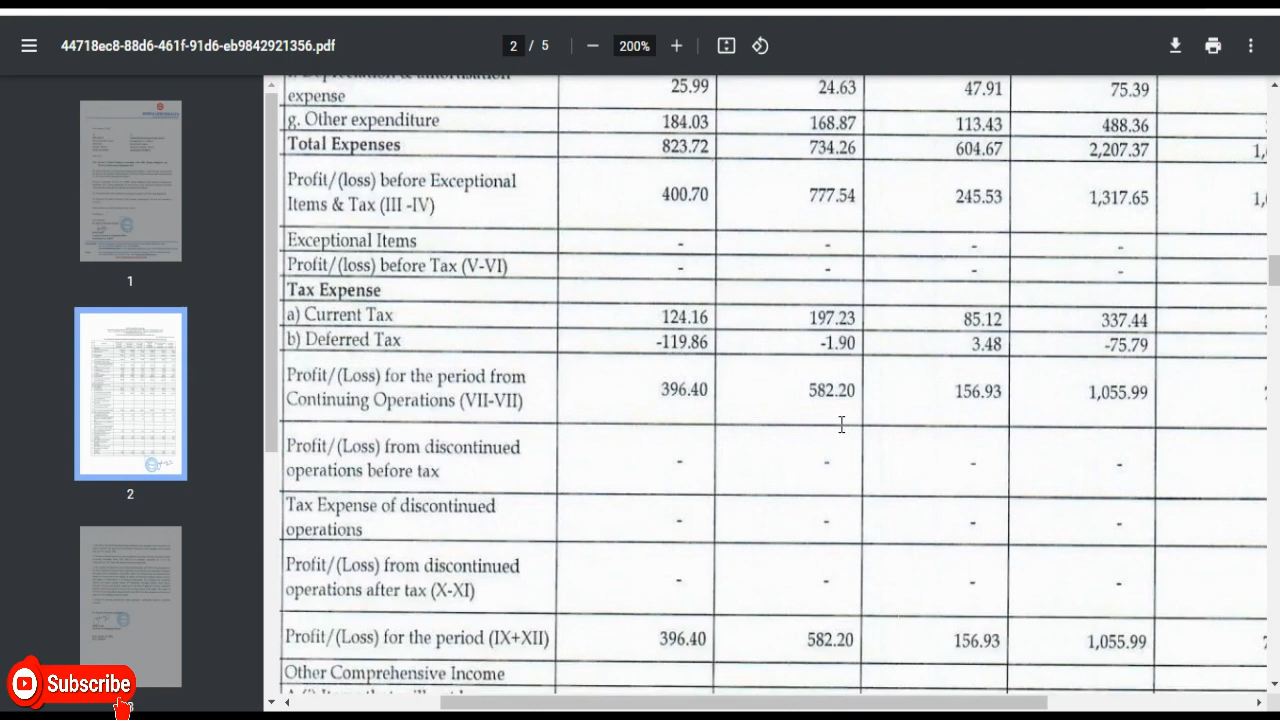 44718ec8-88d6-461f-91d6-eb9842921356.pdf 2 / 5 200%
f. Depreciation & amortisation
expense 25.99 24.63 47.91 75.39
g. Other expenditure 184.03 168.87 113.43 488.36
Total Expenses 823.72 734.26 604.67 2,207.37 1,
Profit/(loss) before Exceptional
Items & Tax (III -IV) 400.70 777.54 245.53 1,317.65 1,
Exceptional Items - - - -
Profit/(loss) before Tax (V-VI) - - - -
Tax Expense
a) Current Tax 124.16 197.23 85.12 337.44
b) Deferred Tax -119.86 -1.90 3.48 -75.79
Profit/(Loss) for the period from
Continuing Operations (VII-VII) 396.40 582.20 156.93 1,055.99
Profit/(Loss) from discontinued
operations before tax - - - -
Tax Expense of discontinued
operations - - - -
Profit/(Loss) from discontinued
operations after tax (X-XI) - - - -
Profit/(Loss) for the period (IX+XII) 396.40 582.20 156.93 1,055.99
Other Comprehensive Income
1
2
Subscribe